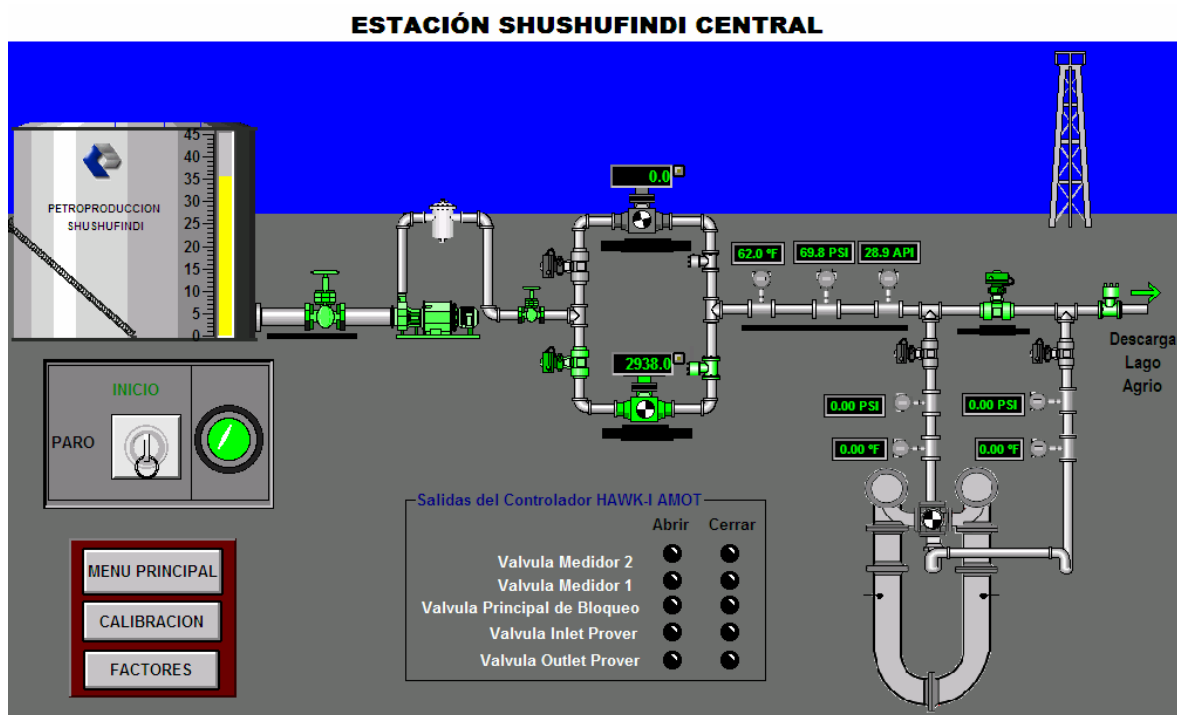 ESTACIÓN SHUSHUFINDI CENTRAL
45
40
35
30
25
20
15
10
5
0
PETROPRODUCCION
SHUSHUFINDI
0.0
62.0 ºF
69.8 PSI
28.9 API
2938.0
Descarga
Lago
Agrio
0.00 PSI
0.00 PSI
0.00 ºF
0.00 ºF
INICIO
PARO
Salidas del Controlador HAWK-I AMOT
Abrir Cerrar
Valvula Medidor 2
Valvula Medidor 1
Valvula Principal de Bloqueo
Valvula Inlet Prover
Valvula Outlet Prover
MENU PRINCIPAL
CALIBRACION
FACTORES